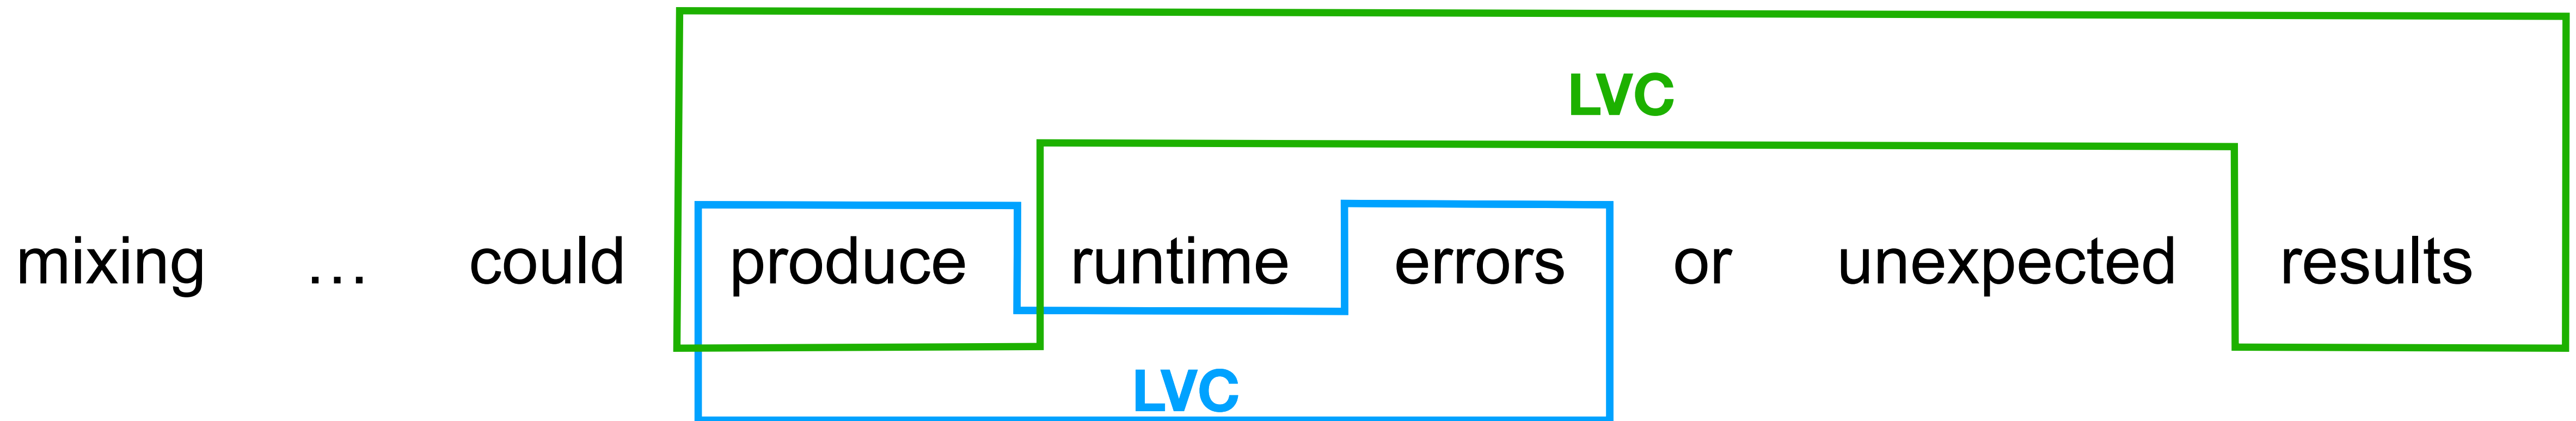 LVC
mixing … could produce runtime errors or unexpected results
LVC